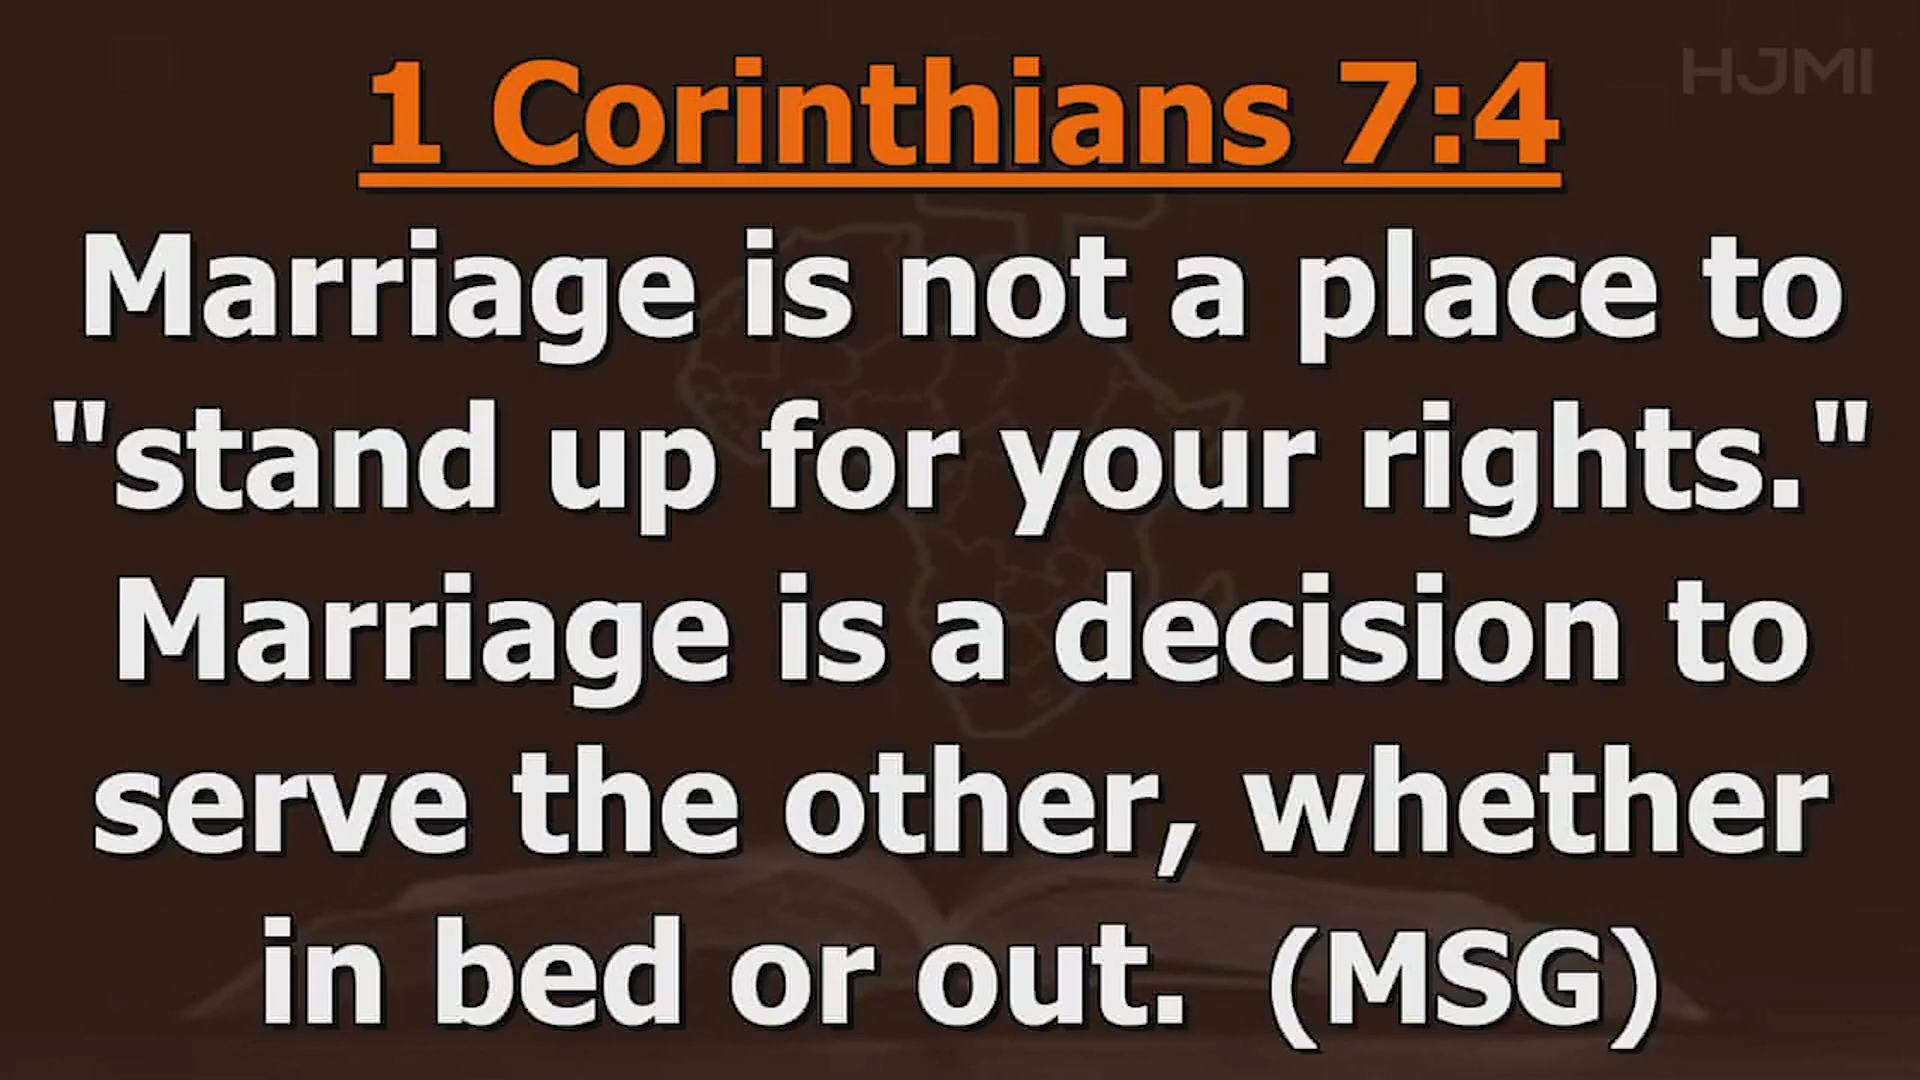 HJMI
1 Corinthians 7:4
Marriage is not a place to
"stand up for your rights."
Marriage is a decision to
serve the other, whether
in bed or out.  (MSG)